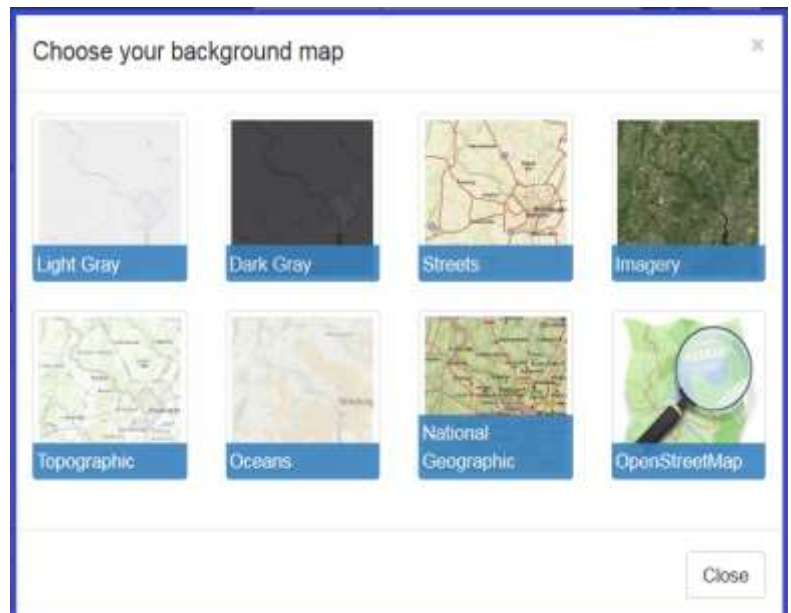 Choose your background map
×
Light Gray
Dark Gray
Streets
Imagery
Topographic
Oceans
National
Geographic
OpenStreetMap
Close